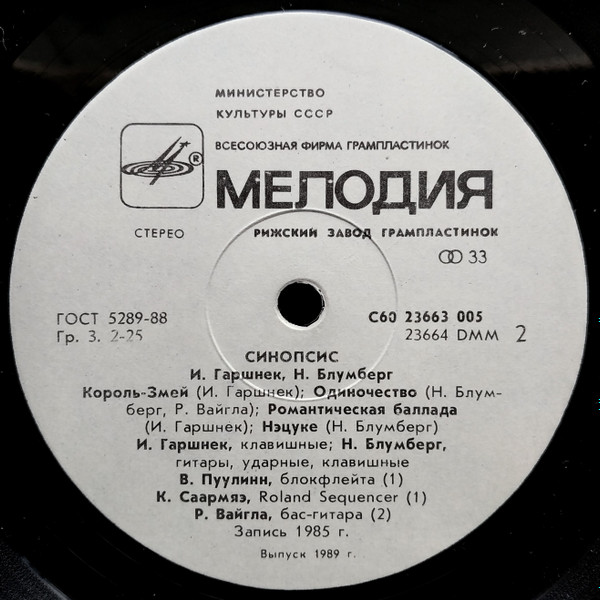 МИНИСТЕРСТВО
КУЛЬТУРЫ СССР
ВСЕСОЮЗНАЯ ФИРМА ГРАМПЛАСТИНОК
®
МЕЛОДИЯ
СТЕРЕО
РИЖСКИЙ ЗАВОД ГРАМПЛАСТИНОК
33
ГОСТ 5289-88
Гр. 3. 2-25
С60 23663 005
23664 DMM 2
СИНОПСИС
И. Гаршнек, Н. Блумберг
Король-Змей (И. Гаршнек); Одиночество (Н. Блум-
берг, Р. Вайгла); Романтическая баллада
(И. Гаршнек); Нэцуке (Н. Блумберг)
И. Гаршнек, клавишные; Н. Блумберг,
гитары, ударные, клавишные
В. Пуулинн, блокфлейта (1)
К. Саармяэ, Roland Sequencer (1)
Р. Вайгла, бас-гитара (2)
Запись 1985 г.
Выпуск 1989 г.